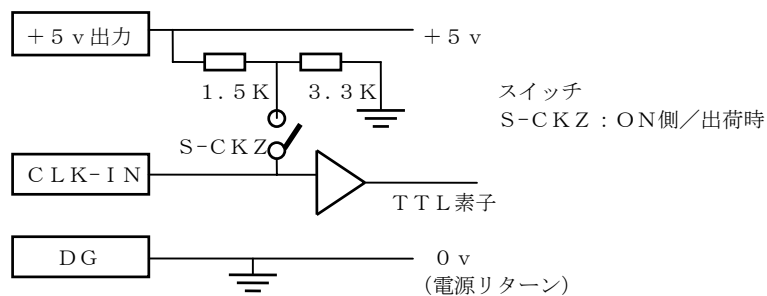 +5v出力
+5v
1.5K
3.3K
スイッチ
S-CKZ:ON側/出荷時
S-CKZ
CLK-IN
TTL素子
DG
0v
(電源リターン)